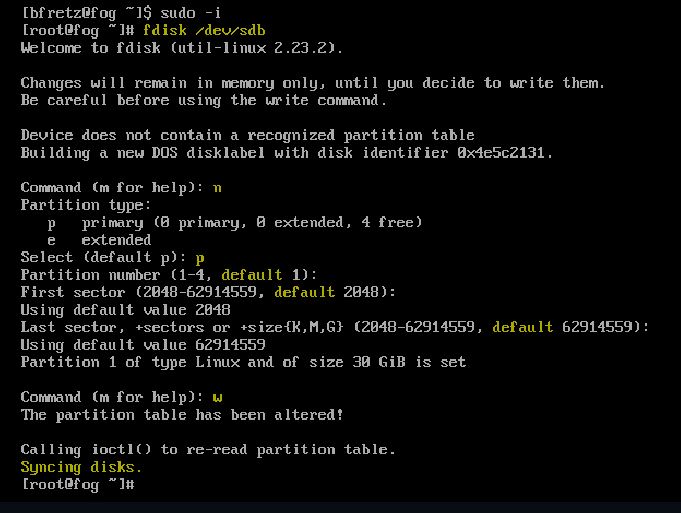 [bfretz@fog ~]$ sudo -i
[root@fog ~]# fdisk /dev/sdb
Welcome to fdisk (util-linux 2.23.2).

Changes will remain in memory only, until you decide to write them.
Be careful before using the write command.

Device does not contain a recognized partition table
Building a new DOS disklabel with disk identifier 0x4e5c2131.

Command (m for help): n
Partition type:
   p   primary (0 primary, 0 extended, 4 free)
   e   extended
Select (default p): p
Partition number (1-4, default 1):
First sector (2048-62914559, default 2048):
Using default value 2048
Last sector, +sectors or +size{K,M,G} (2048-62914559, default 62914559):
Using default value 62914559
Partition 1 of type Linux and of size 30 GiB is set

Command (m for help): w
The partition table has been altered!

Calling ioctl() to re-read partition table.
Syncing disks.
[root@fog ~]#